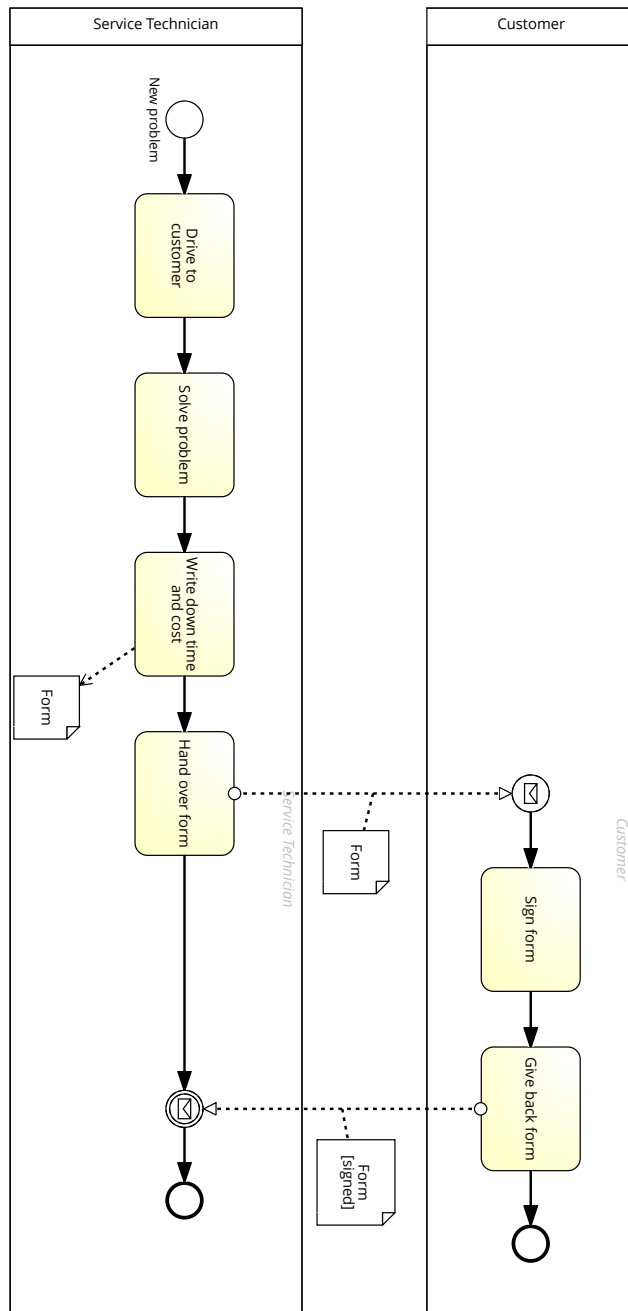 Service Technician
Customer
New problem
Drive to
customer
Solve problem
Write down time
and cost
Form
Hand over form
Service Technician
Form
Customer
Sign form
Give back form
Form
[signed]